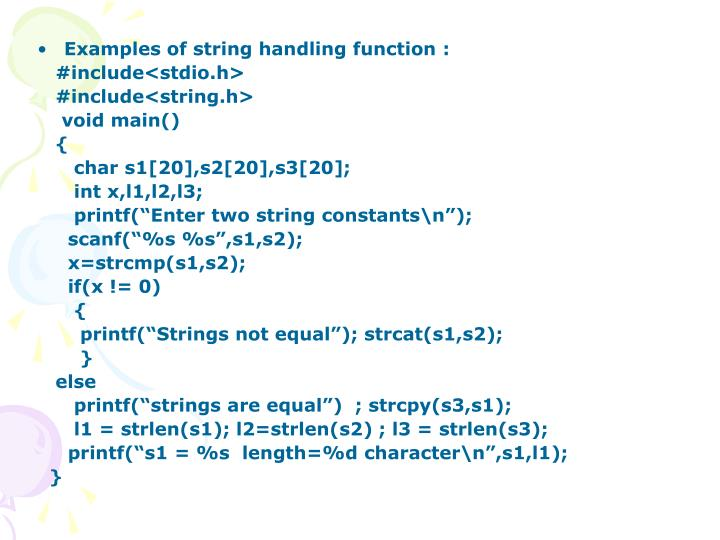 • Examples of string handling function :
#include<stdio.h>
#include<string.h>
void main()
{
char s1[20],s2[20],s3[20];
int x,l1,l2,l3;
printf(“Enter two string constants\n”);
scanf(“%s %s”,s1,s2);
x=strcmp(s1,s2);
if(x != 0)
{
printf(“Strings not equal”); strcat(s1,s2);
}
else
printf(“strings are equal”)  ; strcpy(s3,s1);
l1 = strlen(s1); l2=strlen(s2) ; l3 = strlen(s3);
printf(“s1 = %s  length=%d character\n”,s1,l1);
}